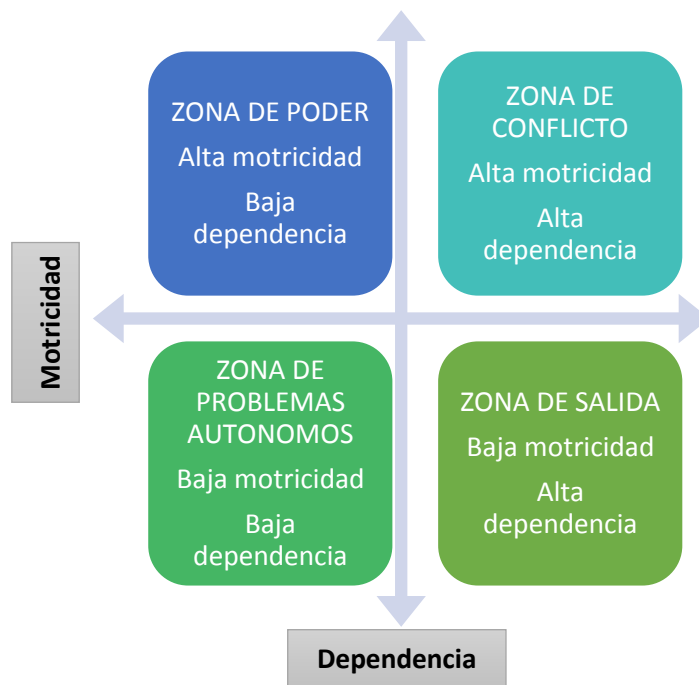 ZONA DE PODER
Alta motricidad
Baja
dependencia
ZONA DE
CONFLICTO
Alta motricidad
Alta
dependencia
Motricidad
ZONA DE
PROBLEMAS
AUTONOMOS
Baja motricidad
Baja
dependencia
ZONA DE SALIDA
Baja motricidad
Alta
dependencia
Dependencia